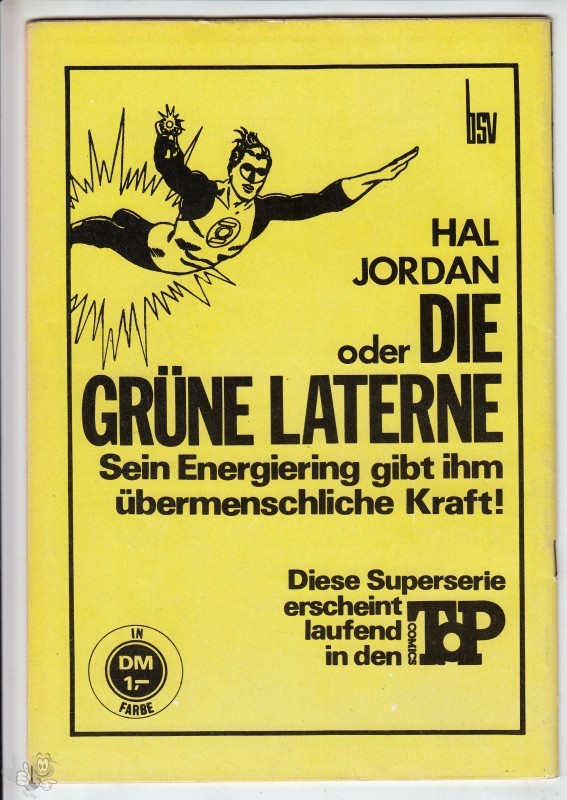 bsv
HAL
JORDAN
oder DIE
GRÜNE LATERNE
Sein Energiering gibt ihm
übermenschliche Kraft!
Diese Superserie
erscheint
laufend
in den
COMICS
TOP
IN
DM
1,-
FARBE